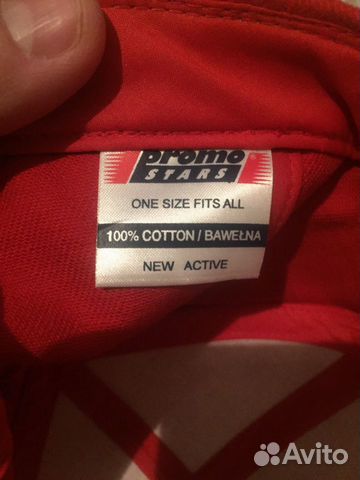 promo
STARS
ONE SIZE FITS ALL
100% COTTON / BAWEŁNA
NEW ACTIVE
Avito